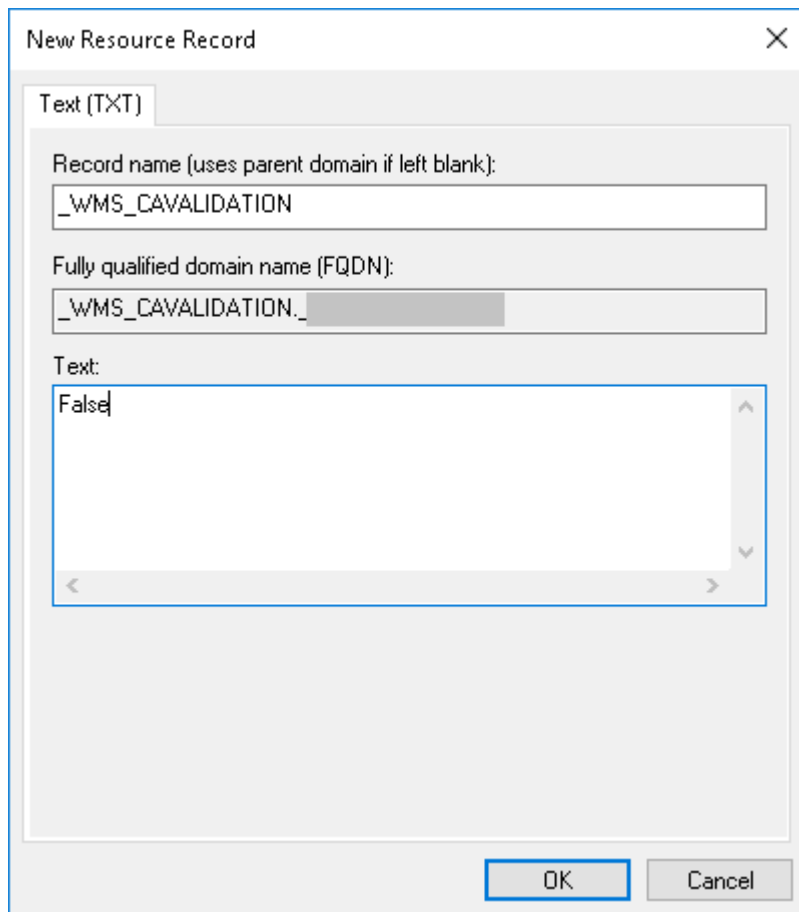 New Resource Record
Text (TXT)
Record name (uses parent domain if left blank):
_WMS_CAVALIDATION
Fully qualified domain name (FQDN):
_WMS_CAVALIDATION._
Text:
False
OK
Cancel